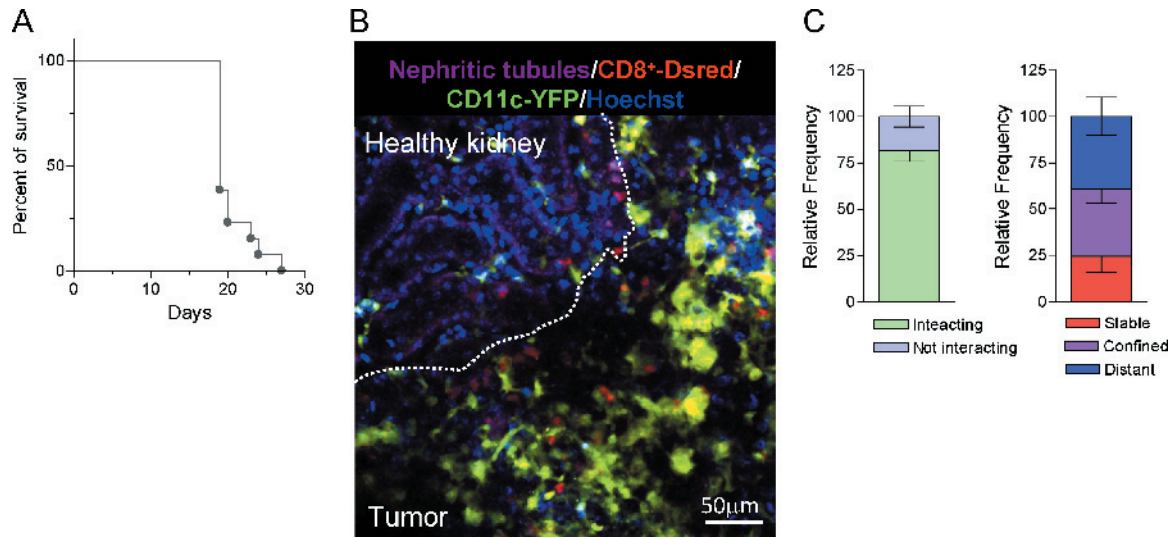 A
Percent of survival
100
50
0
0
10
20
30
Days
B
Nephritic tubules/CD8⁺-Dsred/
CD11c-YFP/Hoechst
Healthy kidney
Tumor
50μm
C
Relative Frequency
125
100
75
50
25
0
Inteacting
Not interacting
Relative Frequency
125
100
75
50
25
0
Slable
Confined
Distant